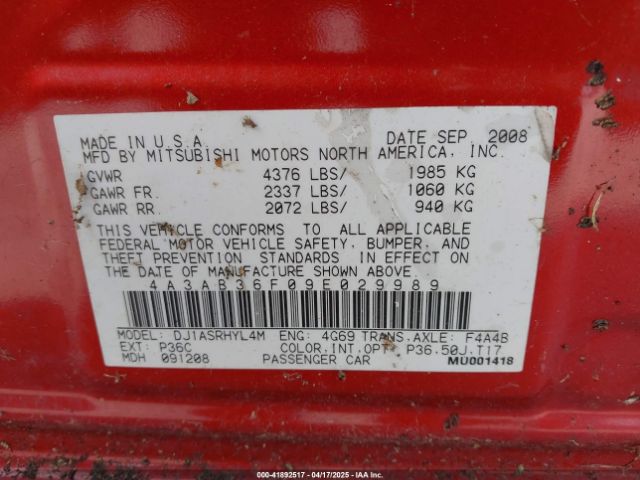 MADE IN U.S.A. DATE SEP 2008
MFD BY MITSUBISHI MOTORS NORTH AMERICA, INC.
GVWR 4376 LBS/ 1985 KG
GAWR FR. 2337 LBS/ 1060 KG
GAWR RR. 2072 LBS/ 940 KG
THIS VEHICLE CONFORMS TO ALL APPLICABLE
FEDERAL MOTOR VEHICLE SAFETY, BUMPER, AND
THEFT PREVENTION STANDARDS IN EFFECT ON
THE DATE OF MANUFACTURE SHOWN ABOVE.
4A3AB36F09E029989
MODEL: DJ1ASRHYL4M ENG: 4G69 TRANS.AXLE: F4A4B
EXT: P36C COLOR,INT,OPT: P36.50J.T17
MDH 091208 PASSENGER CAR MU001418
000-41892517 - 04/17/2025 - IAAI.COM